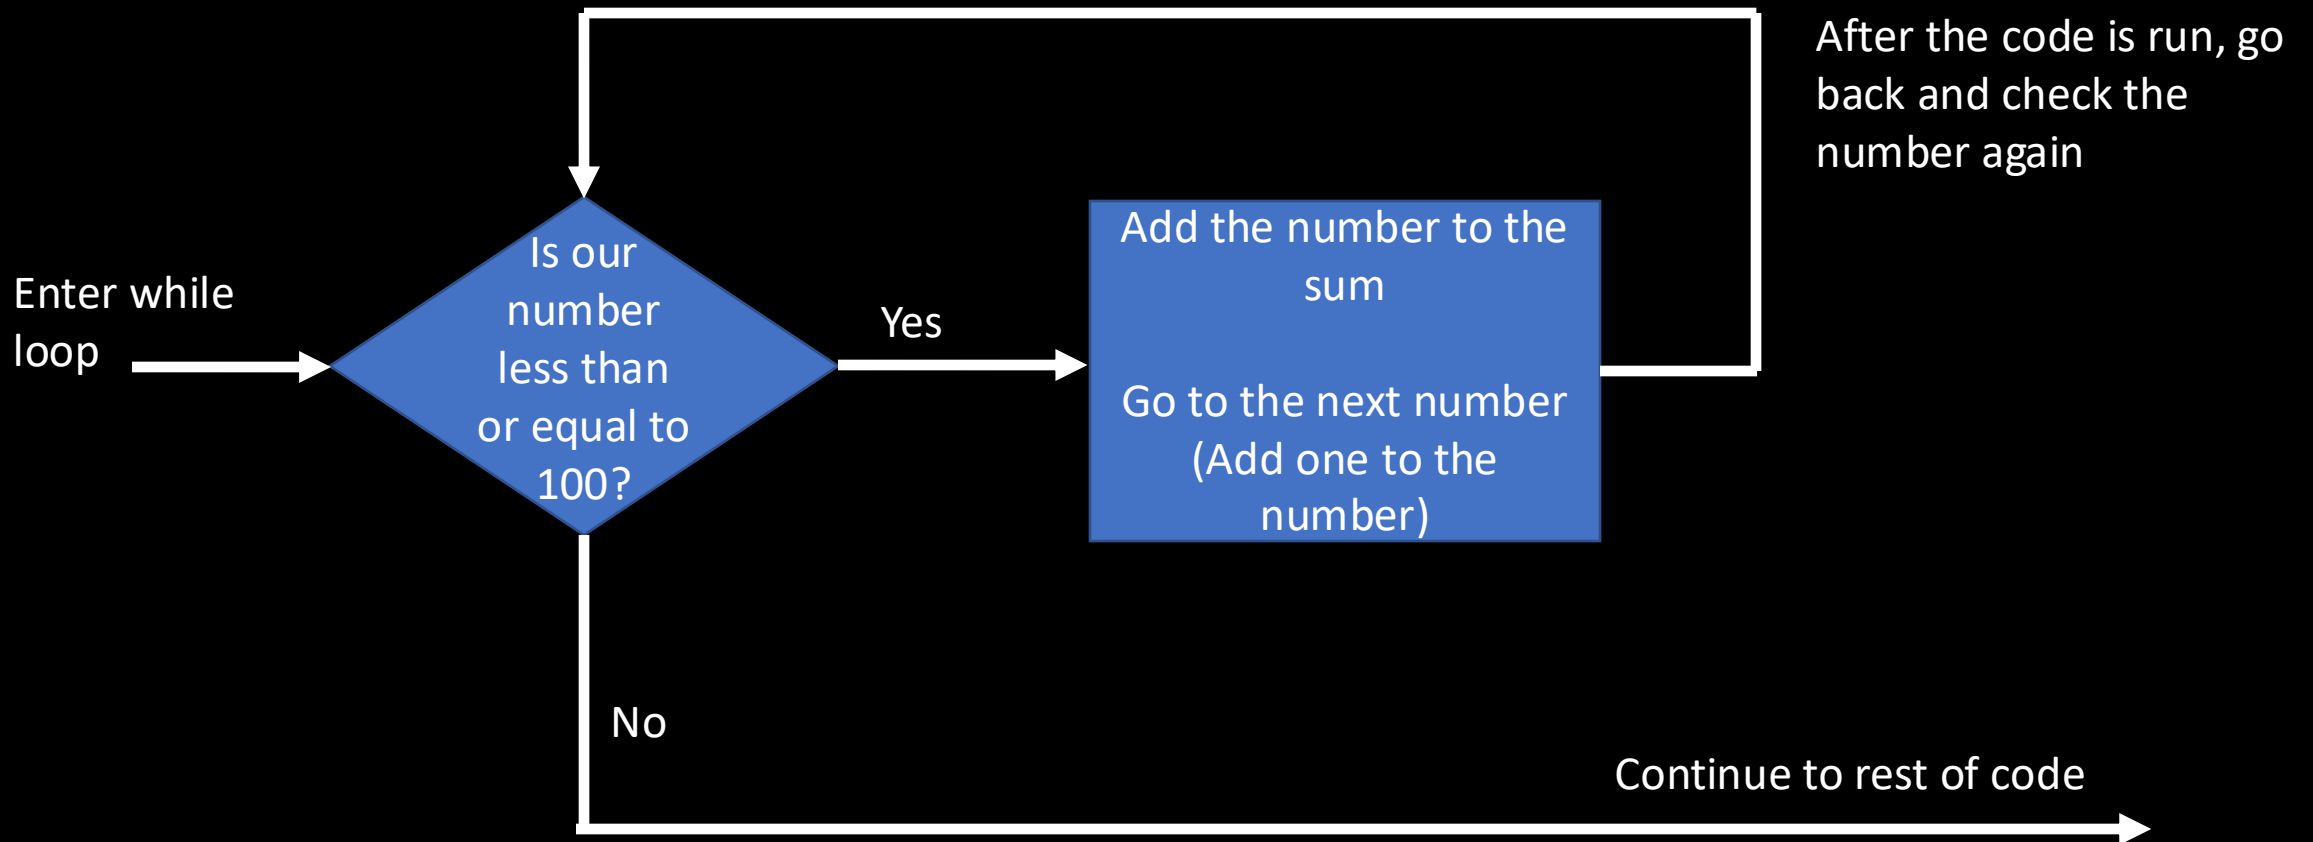 After the code is run, go
back and check the
number again
Enter while
loop
Is our
number
less than
or equal to
100?
Yes
Add the number to the
sum
Go to the next number
(Add one to the
number)
No
Continue to rest of code